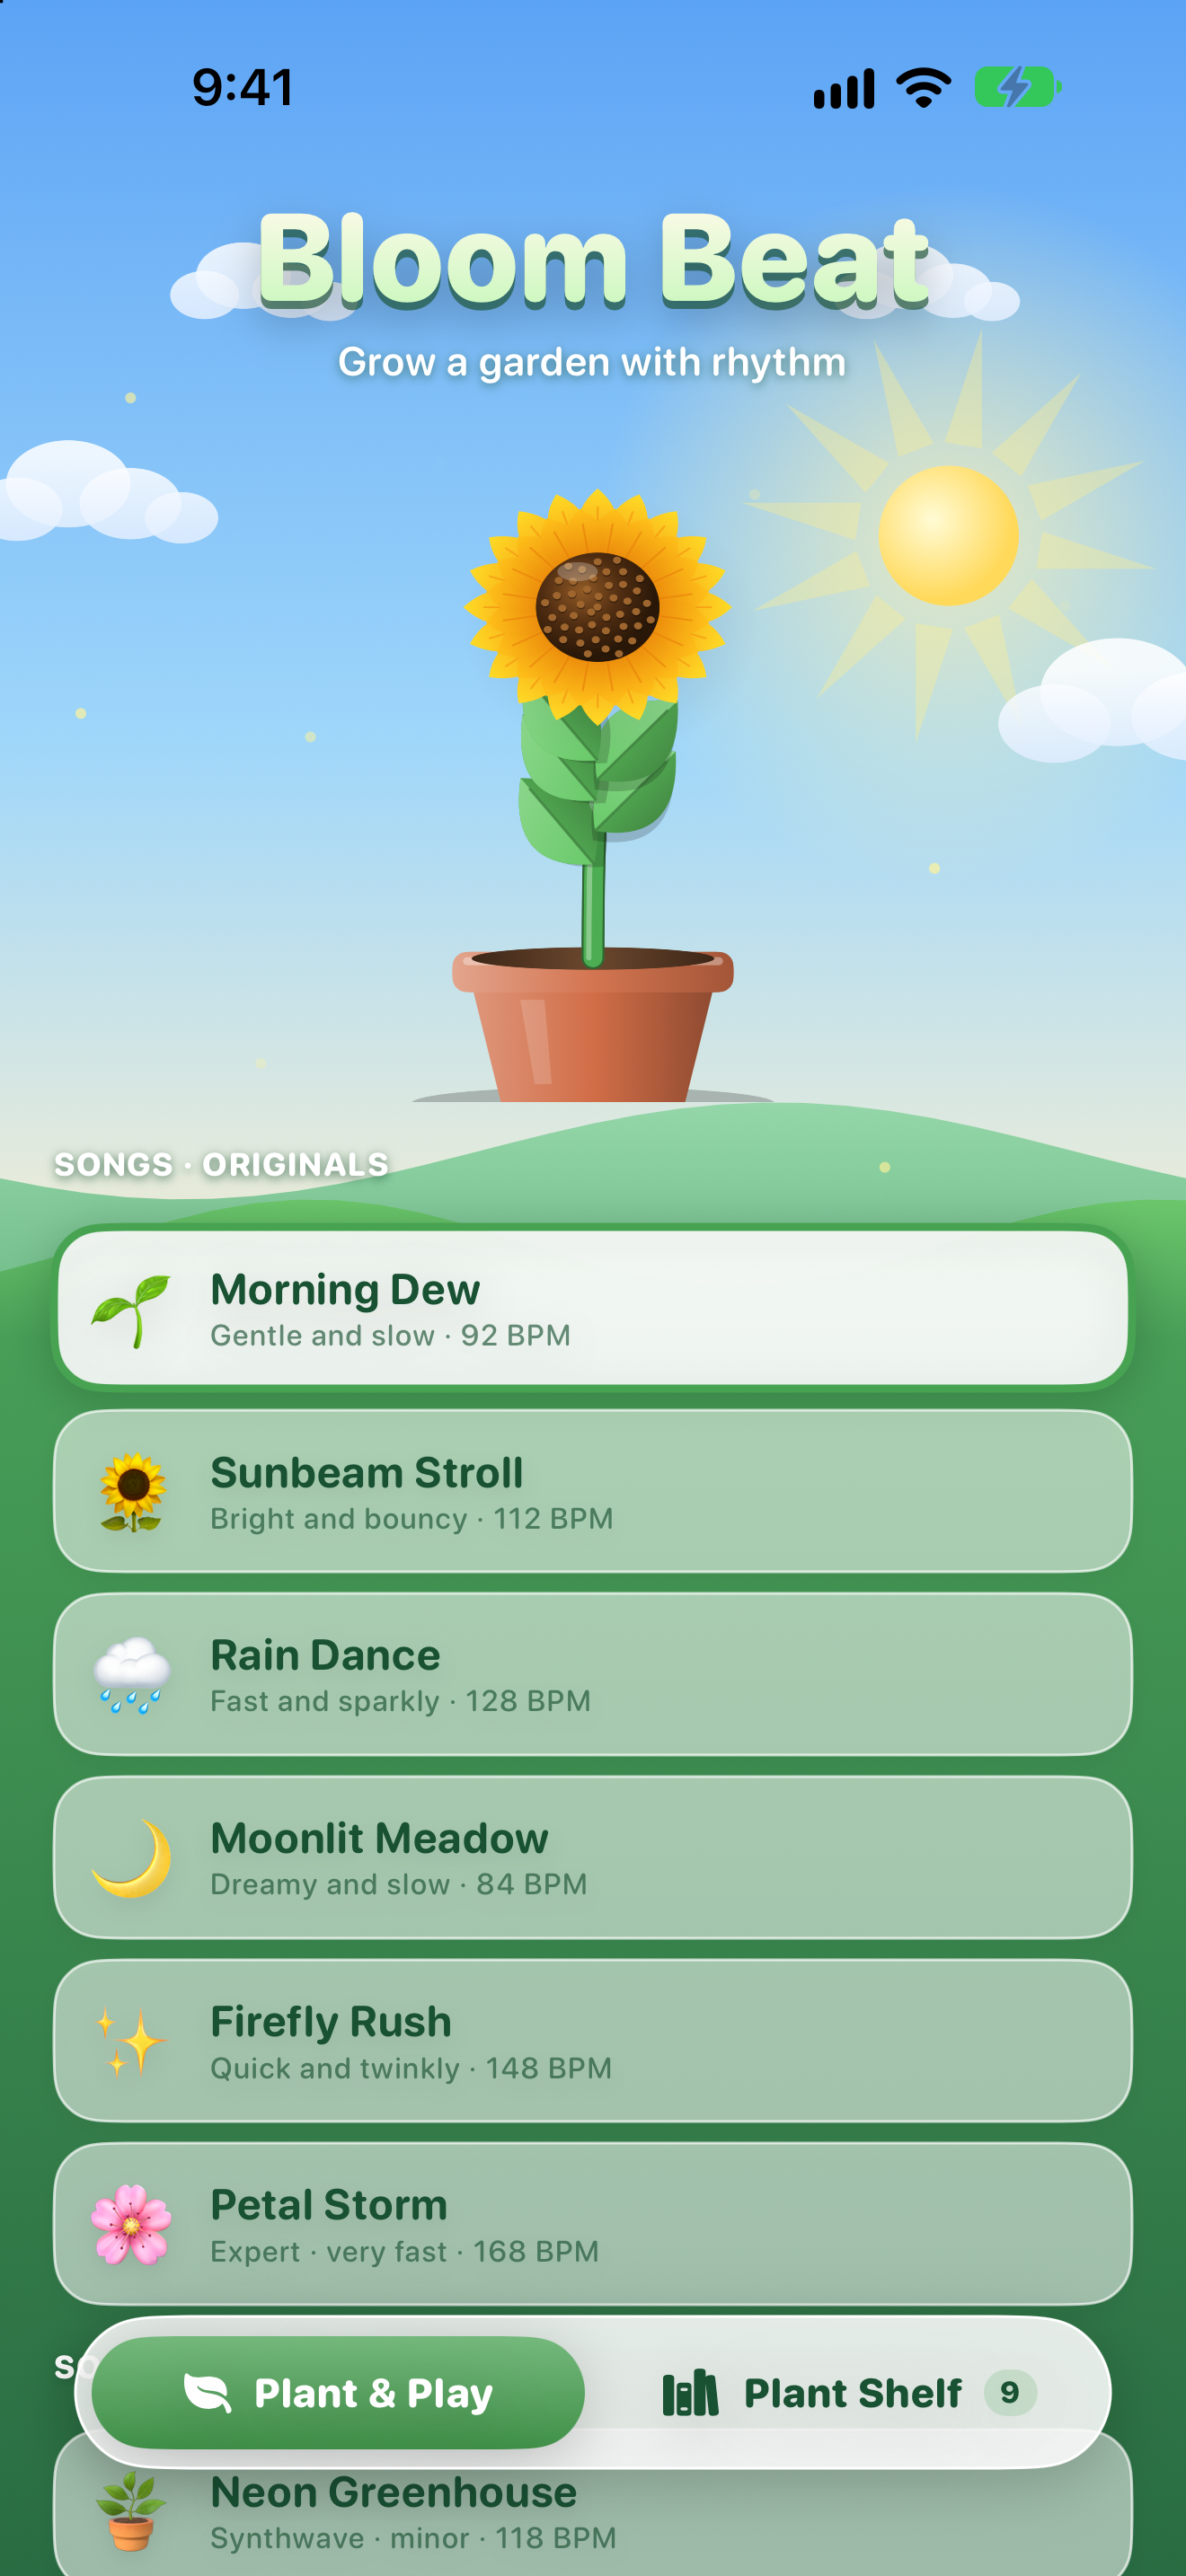 9:41
Bloom Beat
Grow a garden with rhythm
SONGS · ORIGINALS
Morning Dew
Gentle and slow · 92 BPM
Sunbeam Stroll
Bright and bouncy · 112 BPM
Rain Dance
Fast and sparkly · 128 BPM
Moonlit Meadow
Dreamy and slow · 84 BPM
Firefly Rush
Quick and twinkly · 148 BPM
Petal Storm
Expert · very fast · 168 BPM
Plant & Play
Plant Shelf 9
Neon Greenhouse
Synthwave · minor · 118 BPM